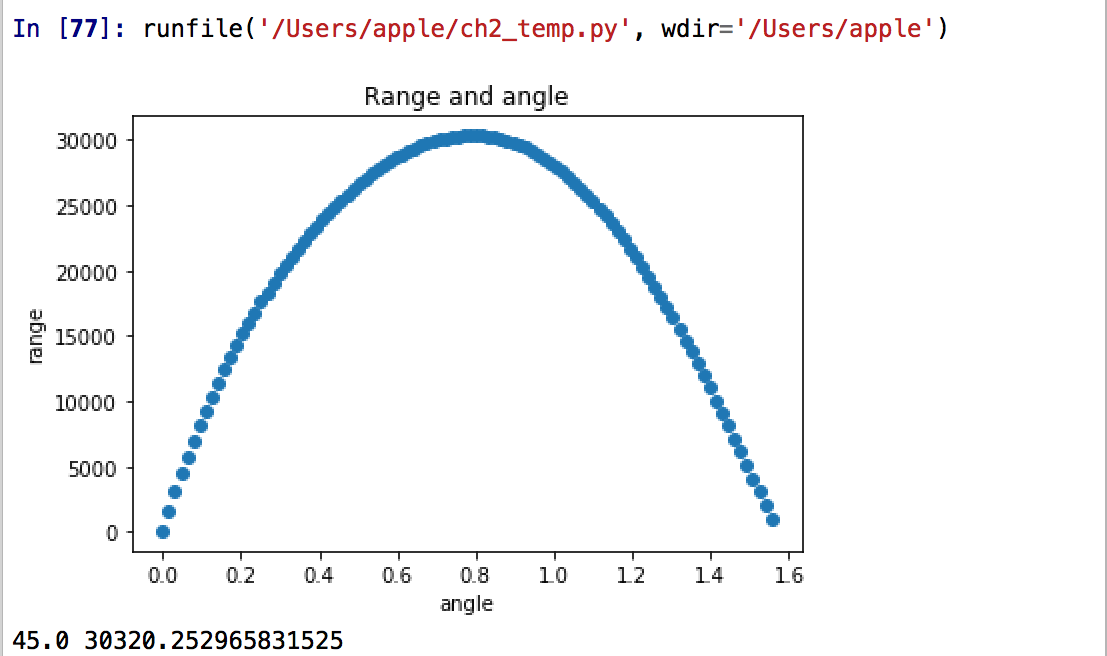 In [77]: runfile('/Users/apple/ch2_temp.py', wdir='/Users/apple')
Range and angle
30000
25000
20000
15000
10000
5000
0
range
0.0 0.2 0.4 0.6 0.8 1.0 1.2 1.4 1.6
angle
45.0 30320.252965831525